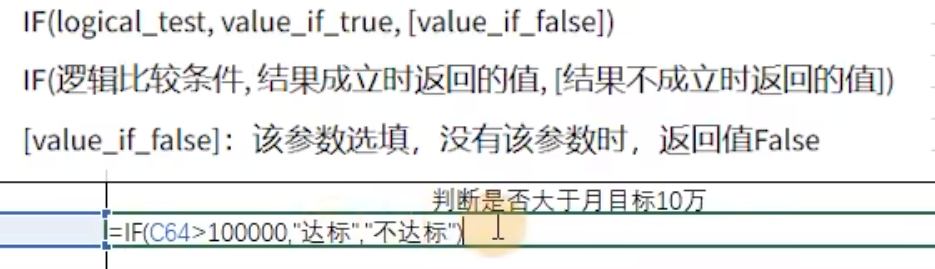 IF(logical_test, value_if_true, [value_if_false])
IF(逻辑比较条件, 结果成立时返回的值, [结果不成立时返回的值])
[value_if_false]：该参数选填，没有该参数时，返回值False
判断是否大于月目标10万
=IF(C64>100000,"达标","不达标")